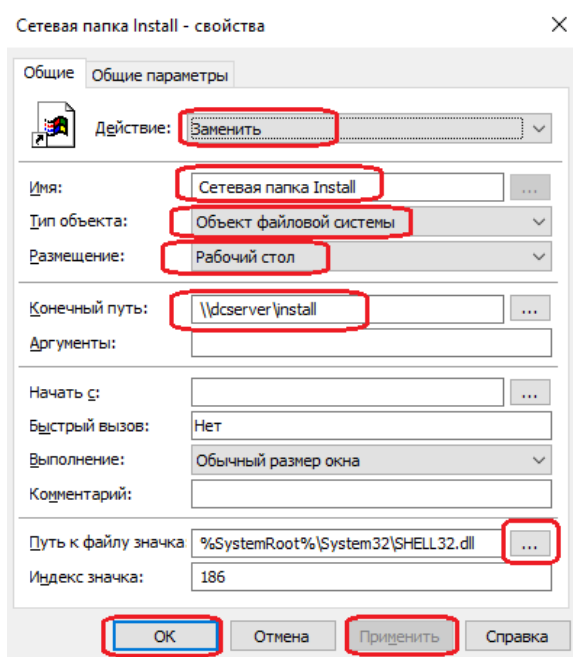 Сетевая папка Install - свойства
Общие Общие параметры
Действие: Заменить
Имя: Сетевая папка Install ...
Тип объекта: Объект файловой системы
Размещение: Рабочий стол
Конечный путь: \\dcserver\install ...
Аргументы:
Начать с: ...
Быстрый вызов: Нет
Выполнение: Обычный размер окна
Комментарий:
Путь к файлу значка %SystemRoot%\System32\SHELL32.dll ...
Индекс значка: 186
ОК Отмена Применить Справка